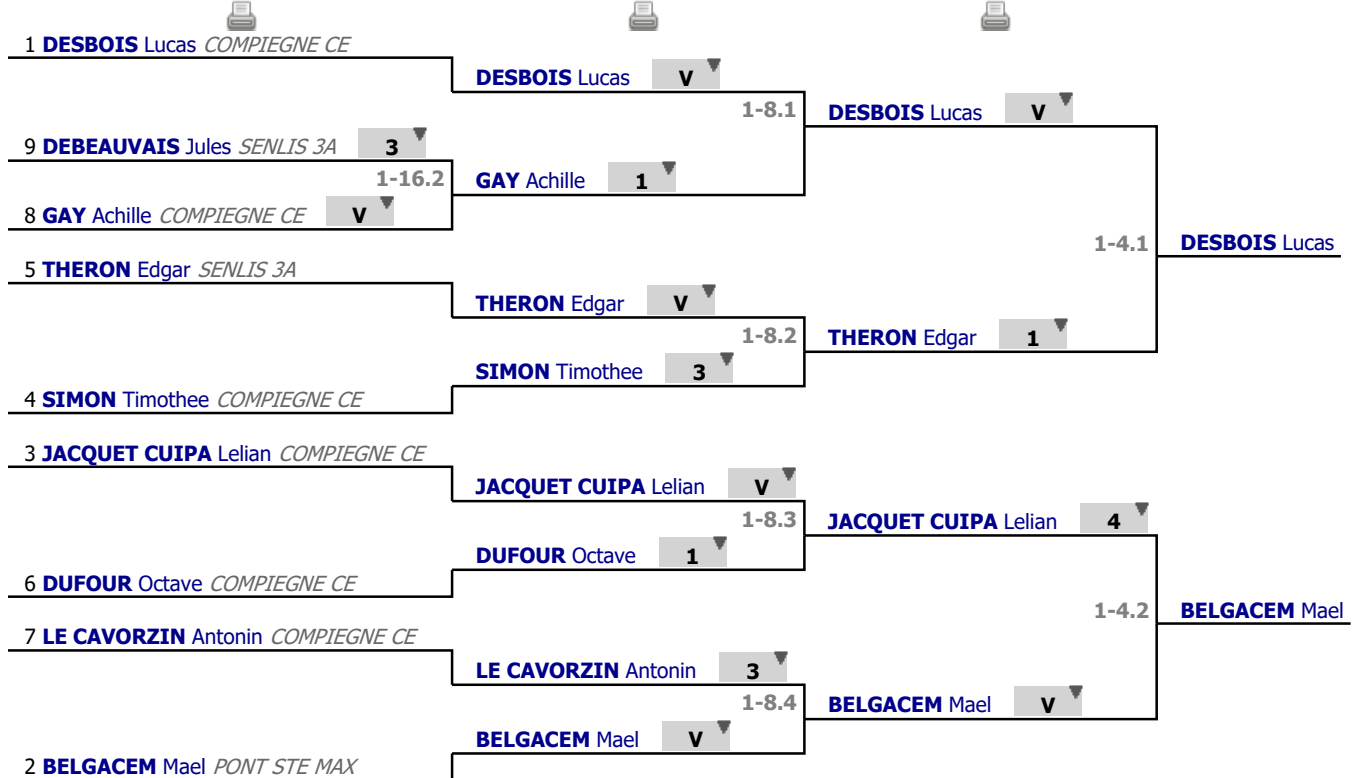 1 DESBOIS Lucas COMPIEGNE CE
DESBOIS Lucas V
1-8.1
DESBOIS Lucas V
9 DEBEAUVAIS Jules SENLIS 3A 3
1-16.2
GAY Achille 1
8 GAY Achille COMPIEGNE CE V
1-4.1
DESBOIS Lucas
5 THERON Edgar SENLIS 3A
THERON Edgar V
1-8.2
THERON Edgar 1
SIMON Timothee 3
4 SIMON Timothee COMPIEGNE CE
3 JACQUET CUIPA Lelian COMPIEGNE CE
JACQUET CUIPA Lelian V
1-8.3
JACQUET CUIPA Lelian 4
DUFOUR Octave 1
6 DUFOUR Octave COMPIEGNE CE
1-4.2
BELGACEM Mael
7 LE CAVORZIN Antonin COMPIEGNE CE
LE CAVORZIN Antonin 3
1-8.4
BELGACEM Mael V
BELGACEM Mael V
2 BELGACEM Mael PONT STE MAX